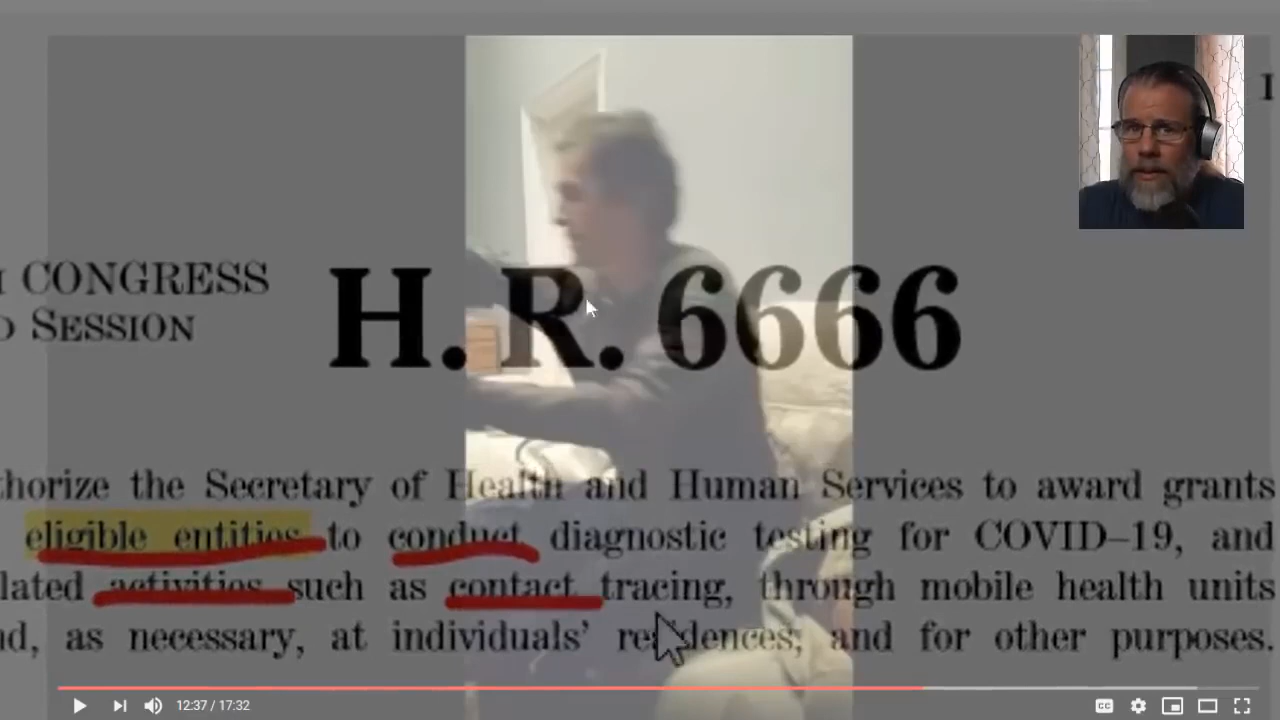 I
CONGRESS
H. R. 6666
SESSION
thorize the Secretary of Health and Human Services to award grants
eligible entities to conduct diagnostic testing for COVID–19, and
lated activities such as contact tracing, through mobile health units
nd, as necessary, at individuals’ residences, and for other purposes.
12:37 / 17:32
CC